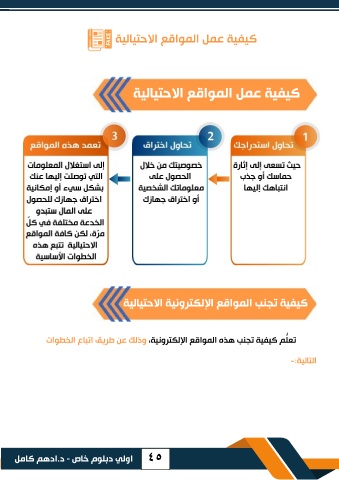 كيفية عمل المواقع الاحتيالية
كيفية عمل المواقع الاحتيالية
1
تحاول استدراجك
حيث تسعى إلى إثارة
حماسك أو جذب
انتباهك إليها
2
تحاول اختراق
خصوصيتك من خلال
الحصول على
معلوماتك الشخصية
أو اختراق جهازك
3
تعمد هذه المواقع
إلى استغلال المعلومات
التي توصلت إليها عنك
بشكل سيء أو إمكانية
اختراق جهازك للحصول
على المال ستبدو
الخدعة مختلفة في كلّ
مرّة، لكن كافة المواقع
الاحتيالية تتبع هذه
الخطوات الأساسية
كيفية تجنب المواقع الإلكترونية الاحتيالية
تعلُّم كيفية تجنب هذه المواقع الإلكترونية، وذلك عن طريق اتباع الخطوات
التالية:-
٤٥ اولي دبلوم خاص - د.ادهم كامل